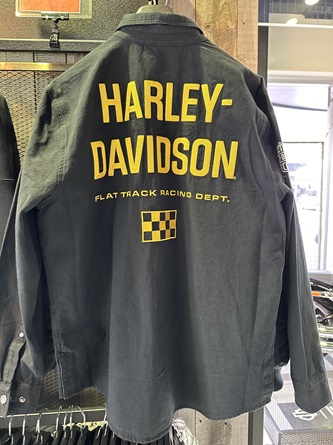 HARLEY-
DAVIDSON
FLAT TRACK RACING DEPT.